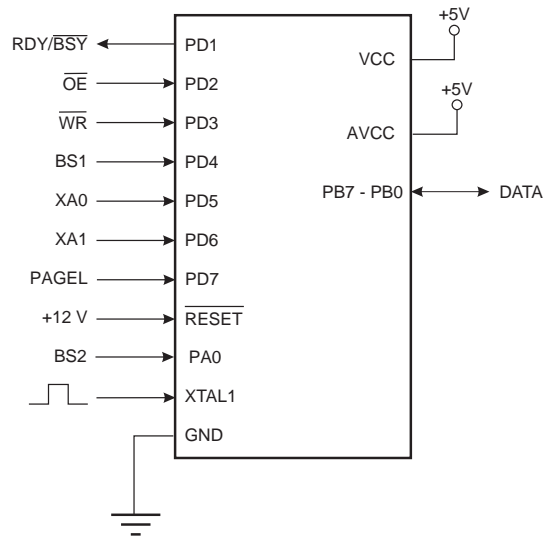 RDY/BSY PD1
OE PD2
WR PD3
BS1 PD4
XA0 PD5
XA1 PD6
PAGEL PD7
+12 V RESET
BS2 PA0
XTAL1
GND
+5V
VCC
+5V
AVCC
PB7 - PB0 DATA